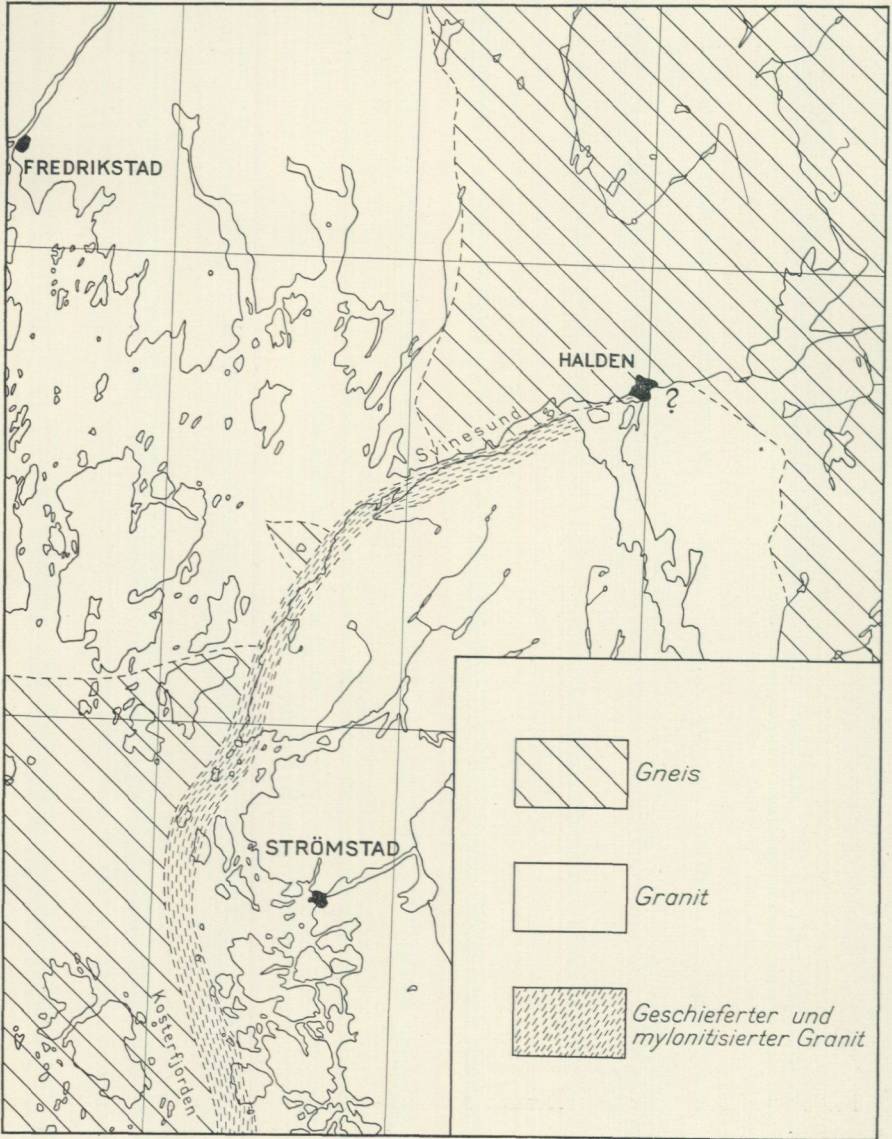 FREDRIKSTAD
HALDEN
?
Svinesund
STRÖMSTAD
Kosterfjorden
Gneis
Granit
Geschieferter und
mylonitisierter Granit